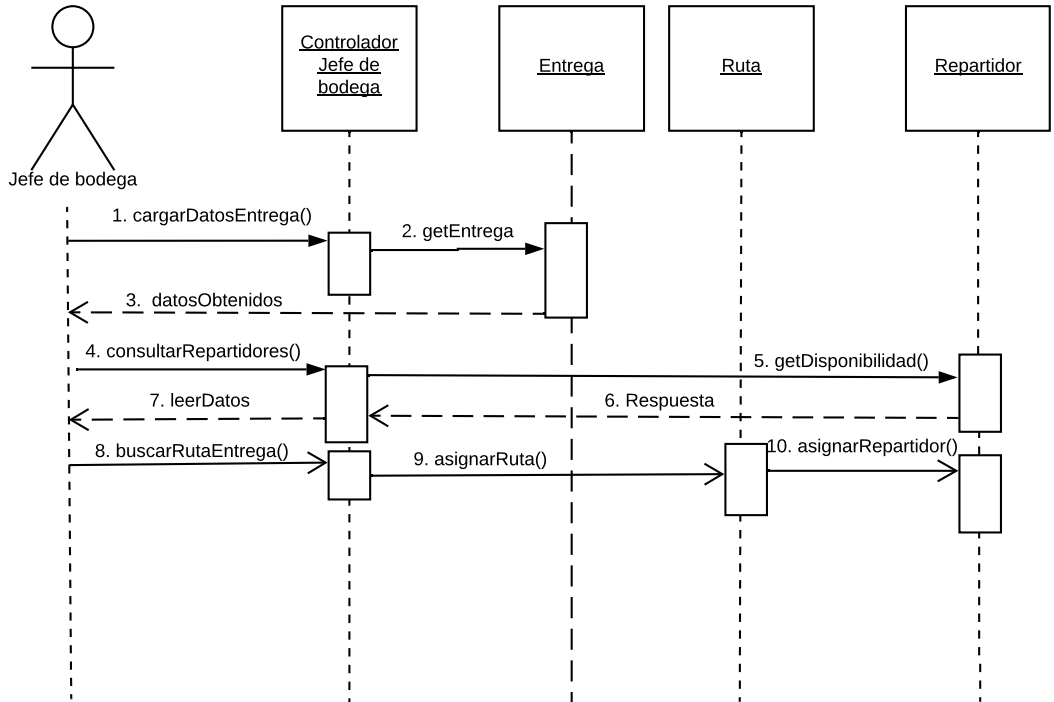 Controlador
Jefe de
bodega
Entrega
Ruta
Repartidor
Jefe de bodega
1. cargarDatosEntrega()
2. getEntrega
3. datosObtenidos
4. consultarRepartidores()
5. getDisponibilidad()
7. leerDatos
6. Respuesta
8. buscarRutaEntrega()
9. asignarRuta()
10. asignarRepartidor()